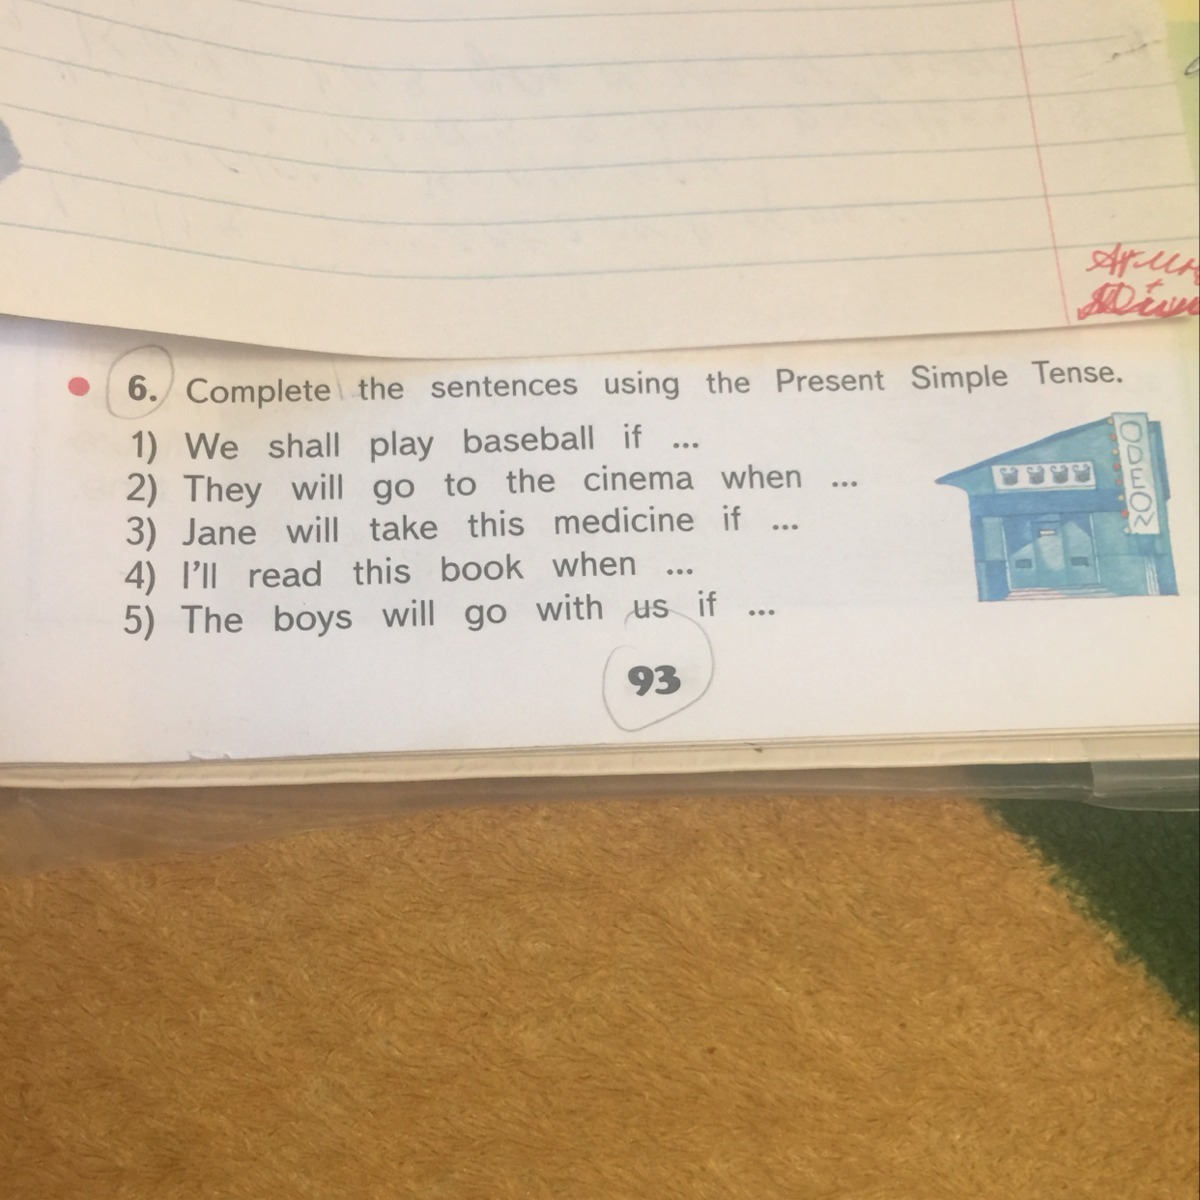 6. Complete the sentences using the Present Simple Tense.
1) We shall play baseball if ...
2) They will go to the cinema when ...
3) Jane will take this medicine if ...
4) I'll read this book when ...
5) The boys will go with us if ...
ODEON
93